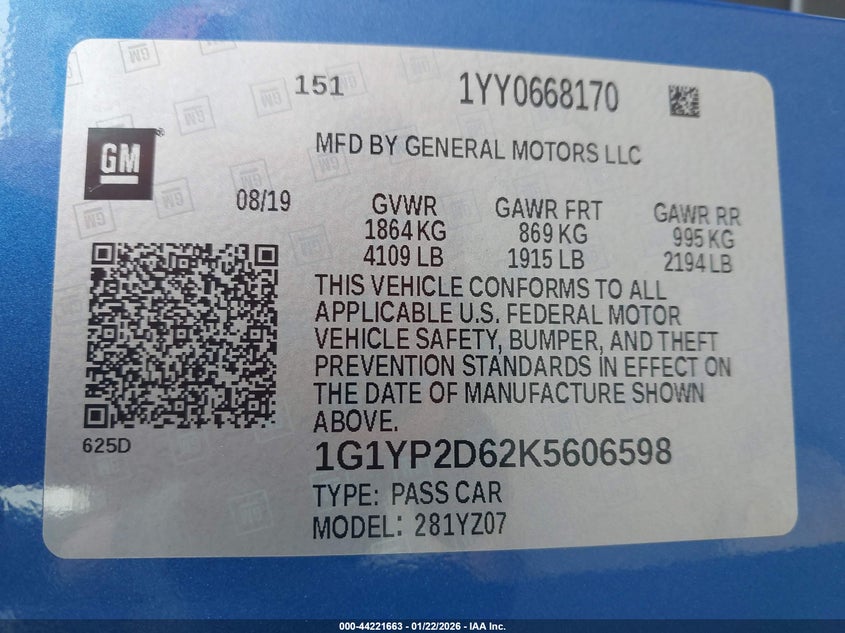 151 1YY0668170
GM
MFD BY GENERAL MOTORS LLC
08/19 GVWR GAWR FRT GAWR RR
1864 KG 869 KG 995 KG
4109 LB 1915 LB 2194 LB
THIS VEHICLE CONFORMS TO ALL
APPLICABLE U.S. FEDERAL MOTOR
VEHICLE SAFETY, BUMPER, AND THEFT
PREVENTION STANDARDS IN EFFECT ON
THE DATE OF MANUFACTURE SHOWN
ABOVE.
625D
1G1YP2D62K5606598
TYPE: PASS CAR
MODEL: 281YZ07
000-44221663 - 01/22/2026 - IAA Inc.